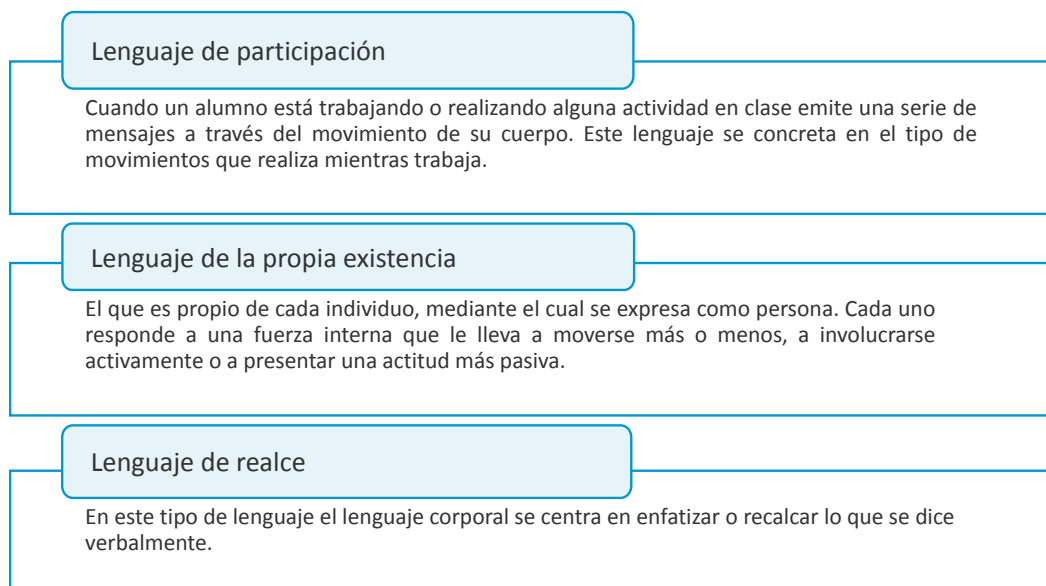 Lenguaje de participación
Cuando un alumno está trabajando o realizando alguna actividad en clase emite una serie de
mensajes a través del movimiento de su cuerpo. Este lenguaje se concreta en el tipo de
movimientos que realiza mientras trabaja.
Lenguaje de la propia existencia
El que es propio de cada individuo, mediante el cual se expresa como persona. Cada uno
responde a una fuerza interna que le lleva a moverse más o menos, a involucrarse
activamente o a presentar una actitud más pasiva.
Lenguaje de realce
En este tipo de lenguaje el lenguaje corporal se centra en enfatizar o recalcar lo que se dice
verbalmente.